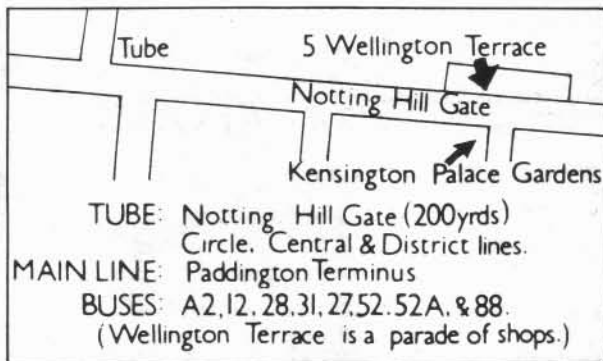 Tube
5 Wellington Terrace
Notting Hill Gate
Kensington Palace Gardens
TUBE: Notting Hill Gate (200yrds)
Circle. Central & District lines.
MAIN LINE: Paddington Terminus
BUSES: A2, 12. 28. 31, 27. 52. 52A. & 88.
(Wellington Terrace is a parade of shops.)